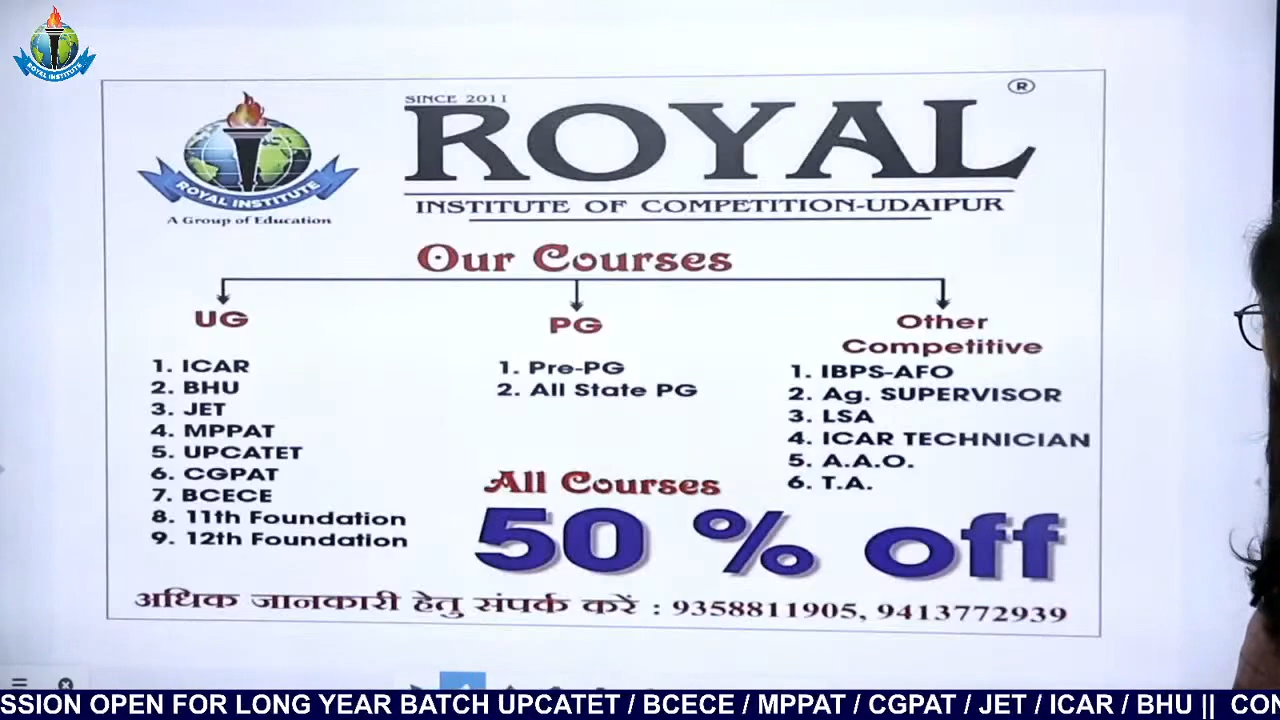 ROYAL INSTITUTE
SINCE 2011
ROYAL ®
ROYAL INSTITUTE
A Group of Education
INSTITUTE OF COMPETITION-UDAIPUR
Our Courses
UG
1. ICAR
2. BHU
3. JET
4. MPPAT
5. UPCATET
6. CGPAT
7. BCECE
8. 11th Foundation
9. 12th Foundation
PG
1. Pre-PG
2. All State PG
Other
Competitive
1. IBPS-AFO
2. Ag. SUPERVISOR
3. LSA
4. ICAR TECHNICIAN
5. A.A.O.
6. T.A.
All Courses
50 % off
अधिक जानकारी हेतु संपर्क करें : 9358811905, 9413772939
SSION OPEN FOR LONG YEAR BATCH UPCATET / BCECE / MPPAT / CGPAT / JET / ICAR / BHU || CON